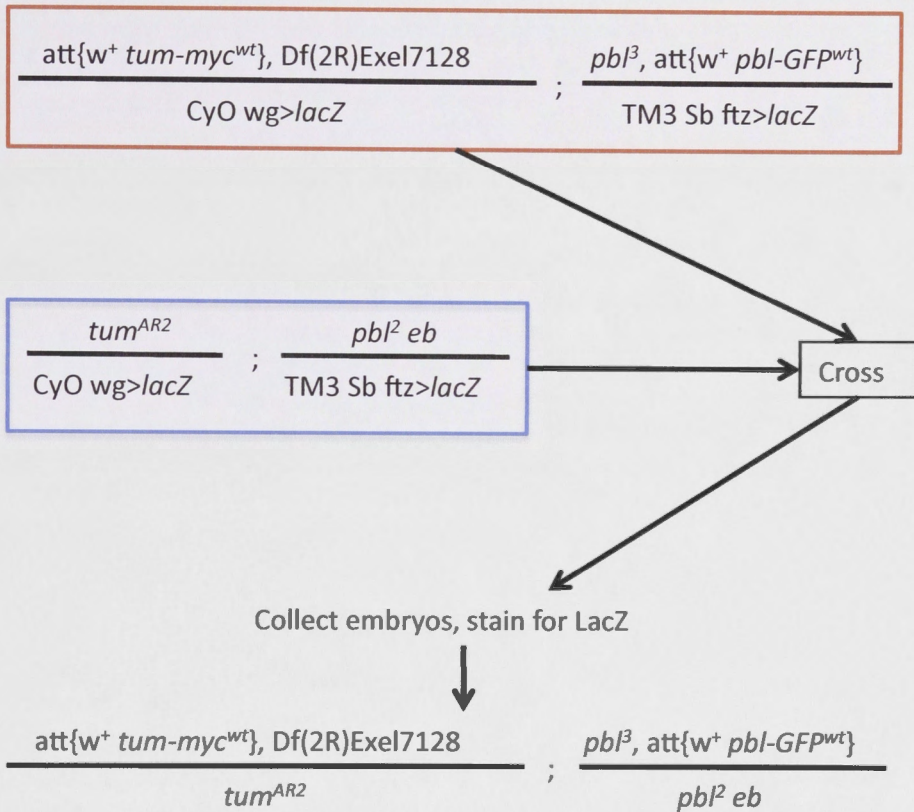 att{w⁺ tum-mycʷᵗ}, Df(2R)Exel7128 ; pbl³, att{w⁺ pbl-GFPʷᵗ}
CyO wg>lacZ TM3 Sb ftz>lacZ
tumᴬᴿ² ; pbl² eb
CyO wg>lacZ TM3 Sb ftz>lacZ
Cross
Collect embryos, stain for LacZ
att{w⁺ tum-mycʷᵗ}, Df(2R)Exel7128 ; pbl³, att{w⁺ pbl-GFPʷᵗ}
tumᴬᴿ² pbl² eb